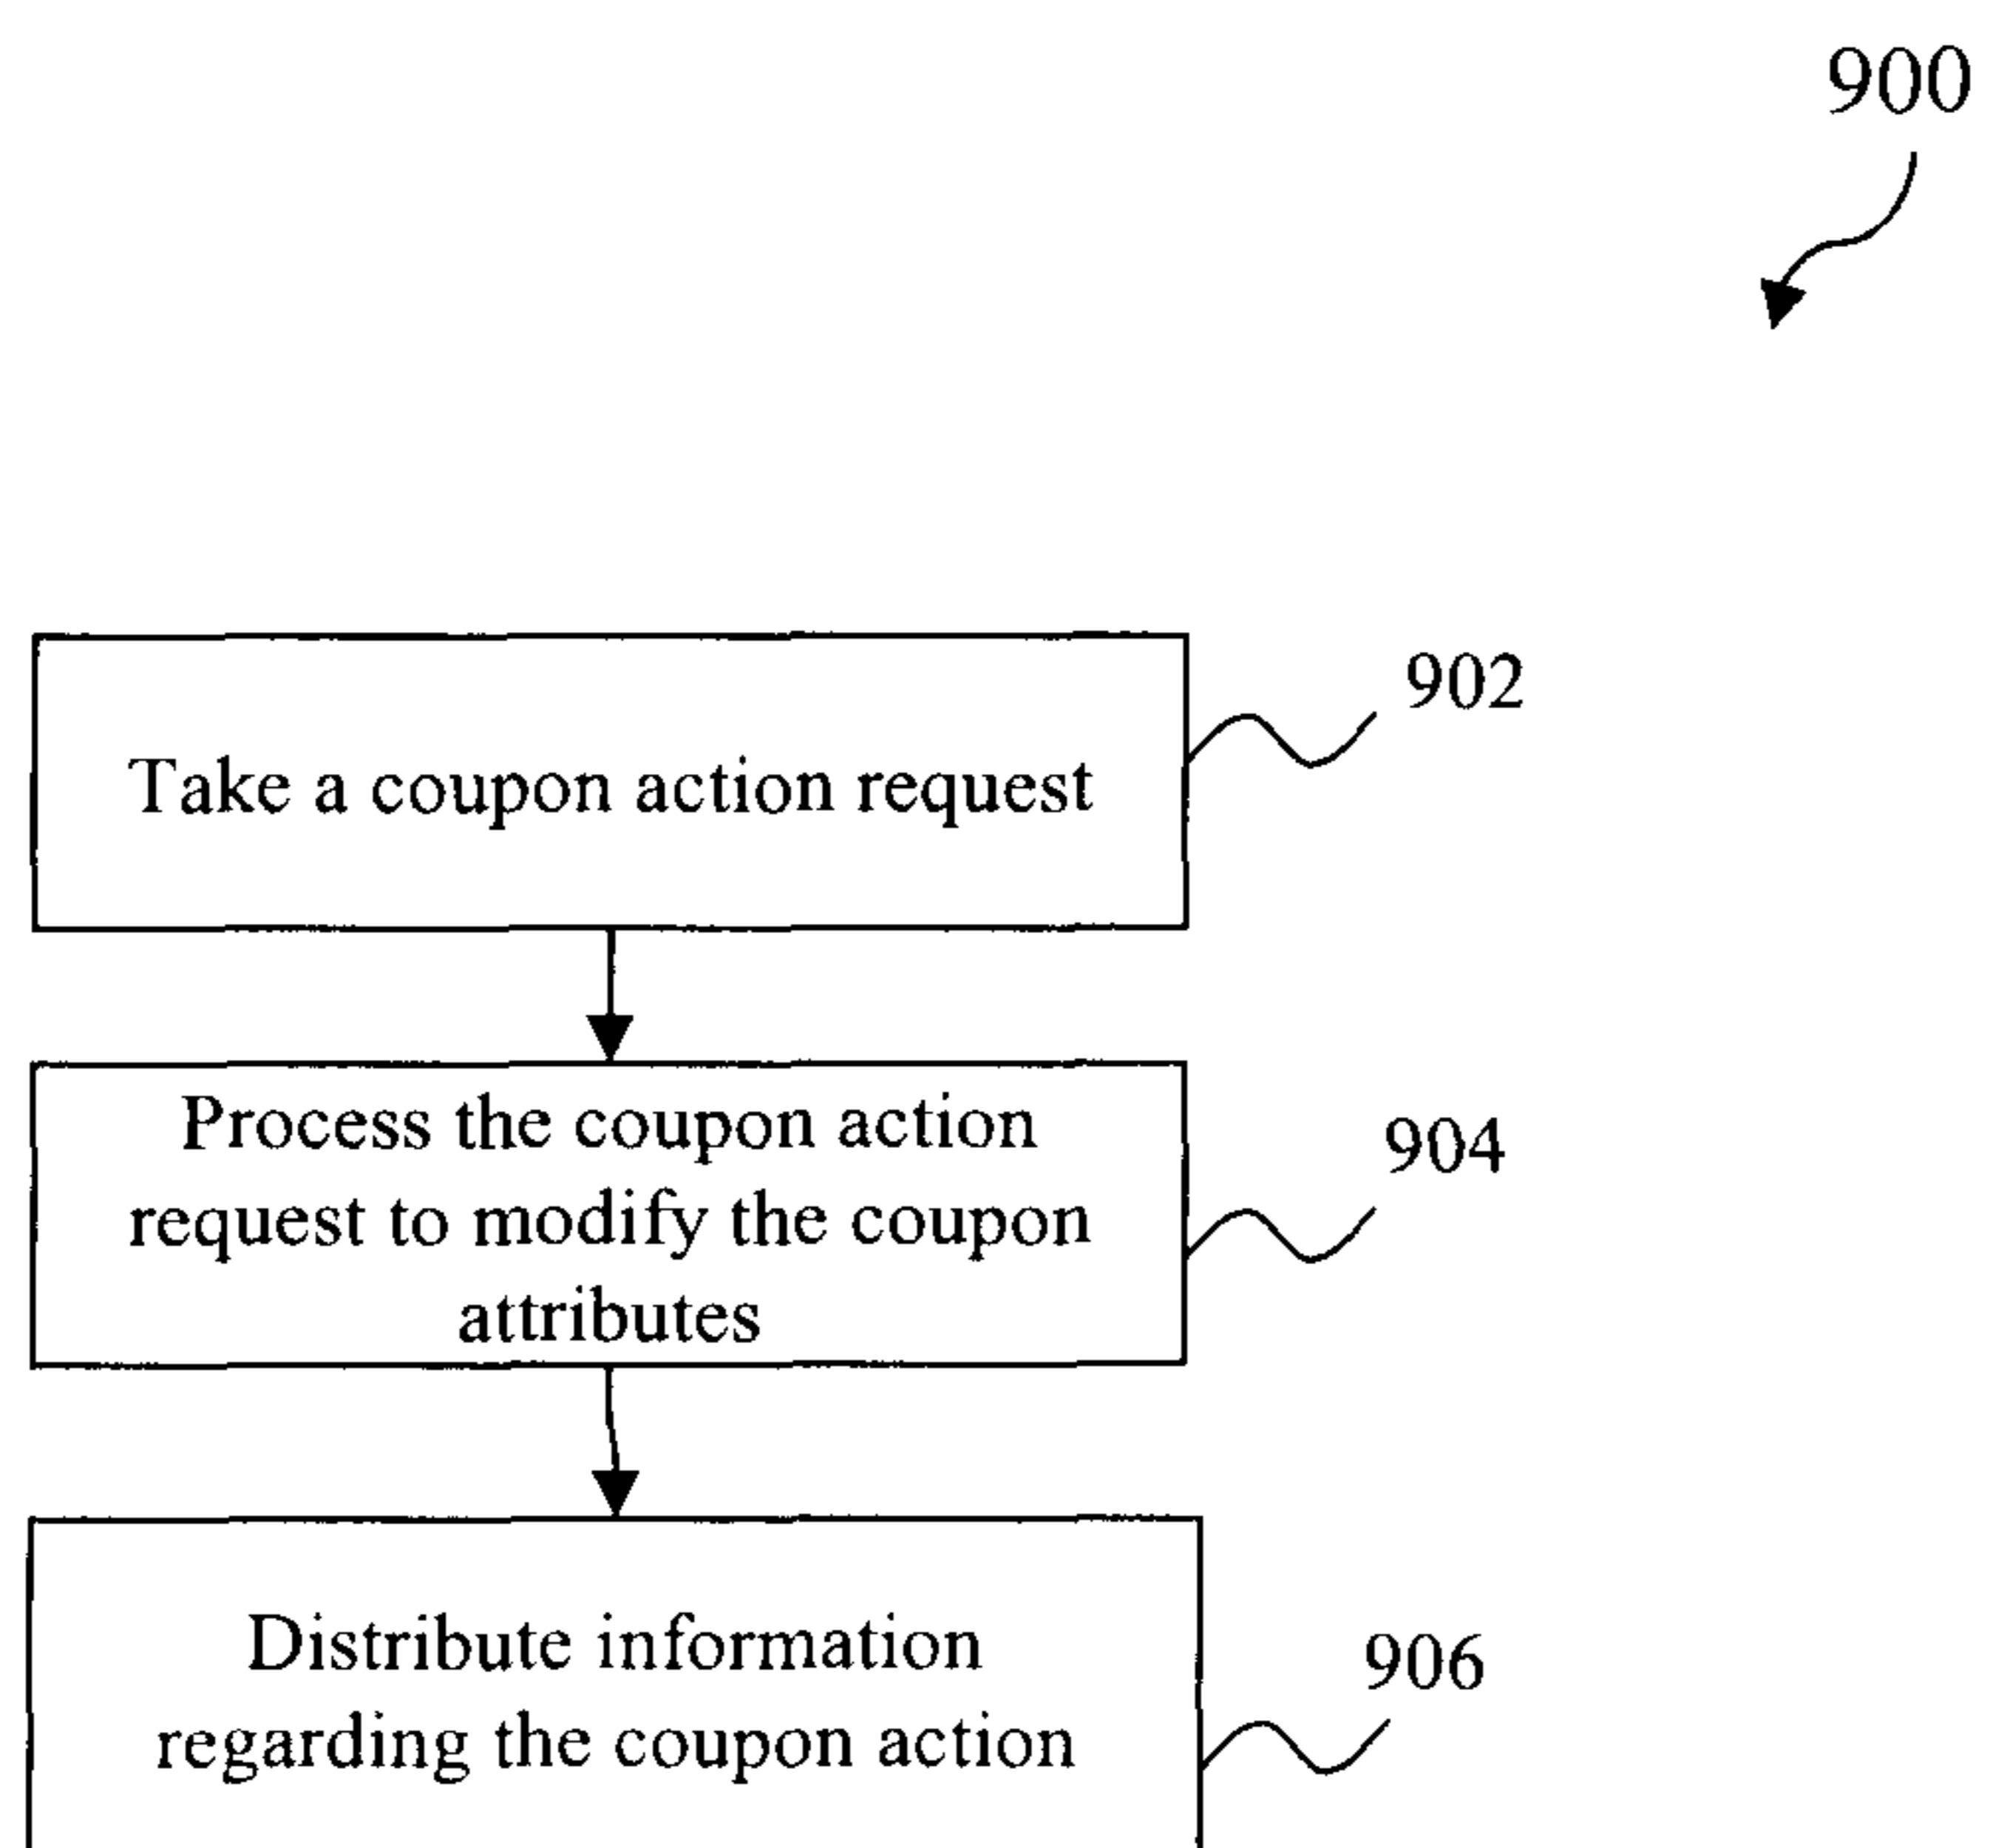 900
902
Take a coupon action request
Process the coupon action
904
request to modify the coupon
attributes
Distribute information
906
regarding the coupon action